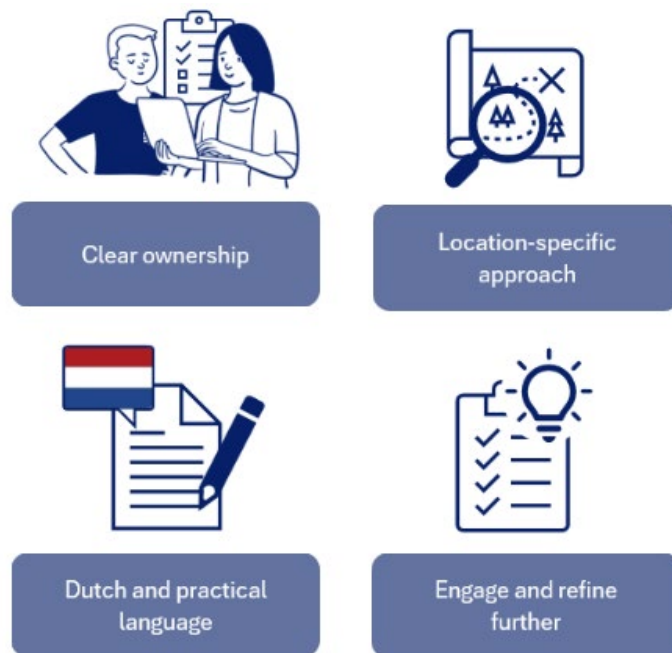 Clear ownership
Location-specific
approach
Dutch and practical
language
Engage and refine
further